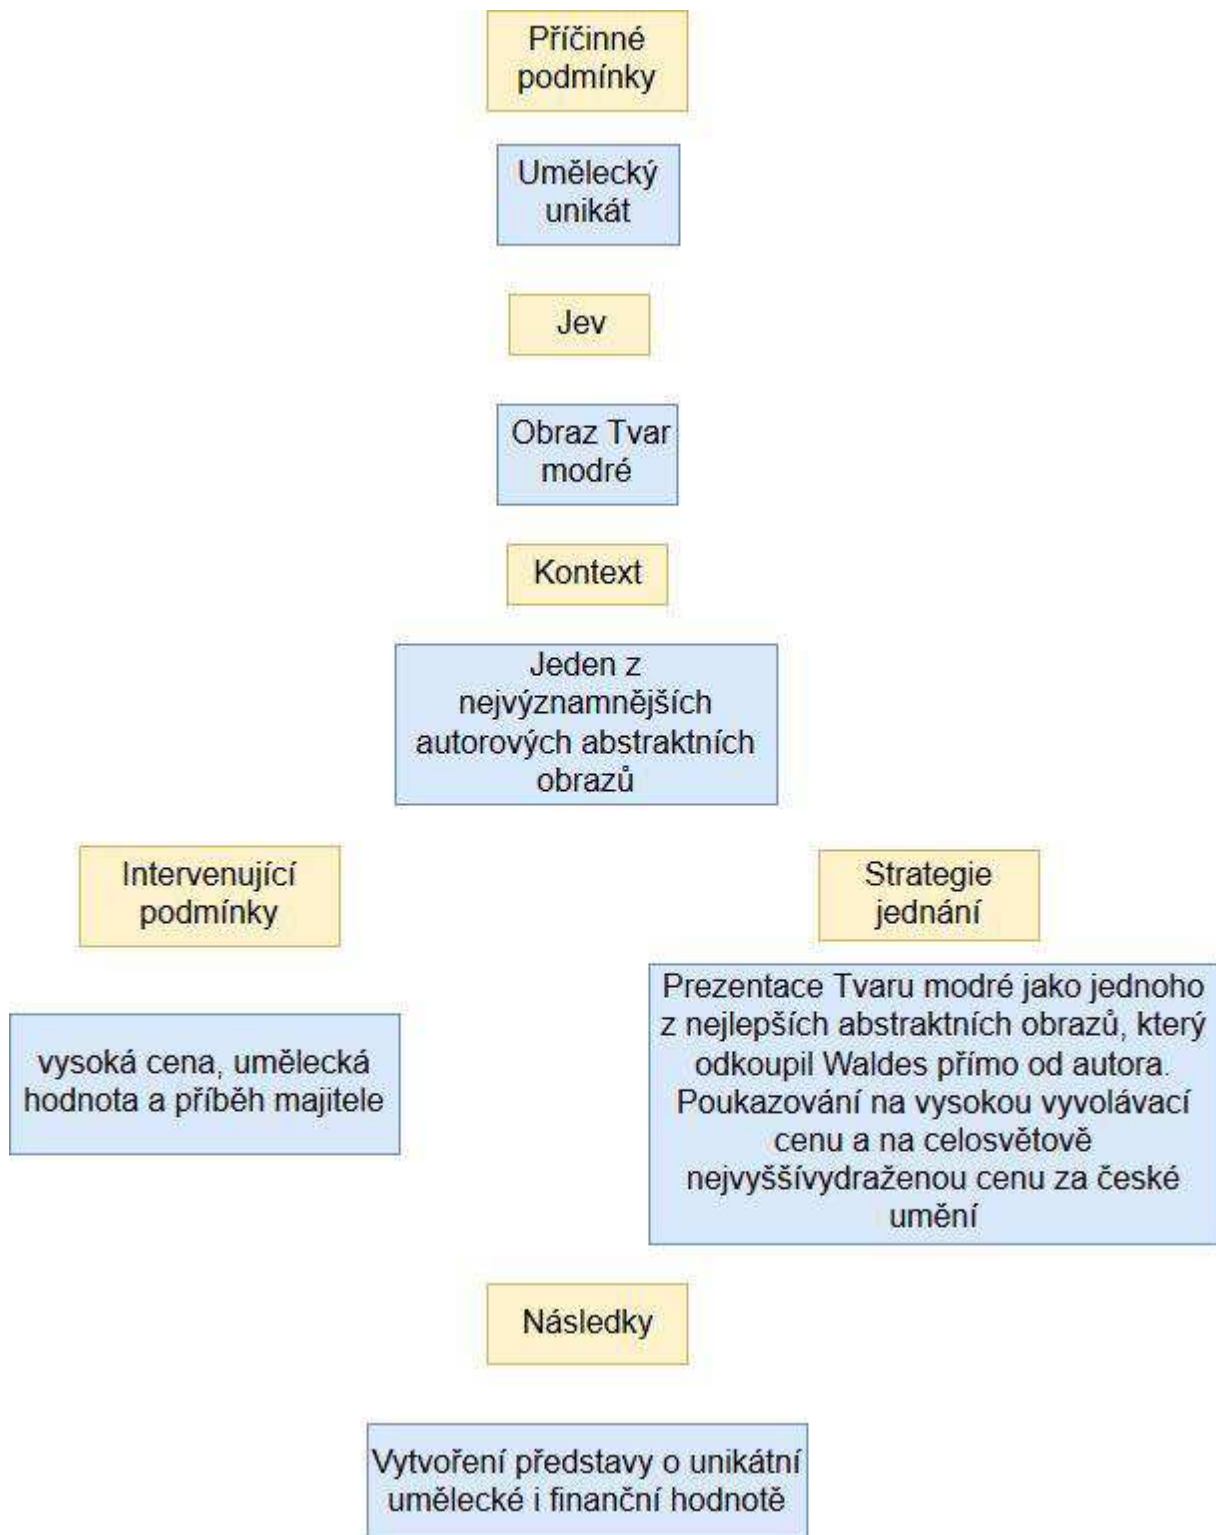 Příčinné
podmínky
Umělecký
unikát
Jev
Obraz Tvar
modré
Kontext
Jeden z
nejvýznamnějších
autorových abstraktních
obrazů
Intervenující
podmínky
vysoká cena, umělecká
hodnota a příběh majitele
Strategie
jednání
Prezentace Tvaru modré jako jednoho
z nejlepších abstraktních obrazů, který
odkoupil Waldes přímo od autora.
Poukazování na vysokou vyvolávací
cenu a na celosvětově
nejvyššívydraženou cenu za české
umění
Následky
Vytvoření představy o unikátní
umělecké i finanční hodnotě